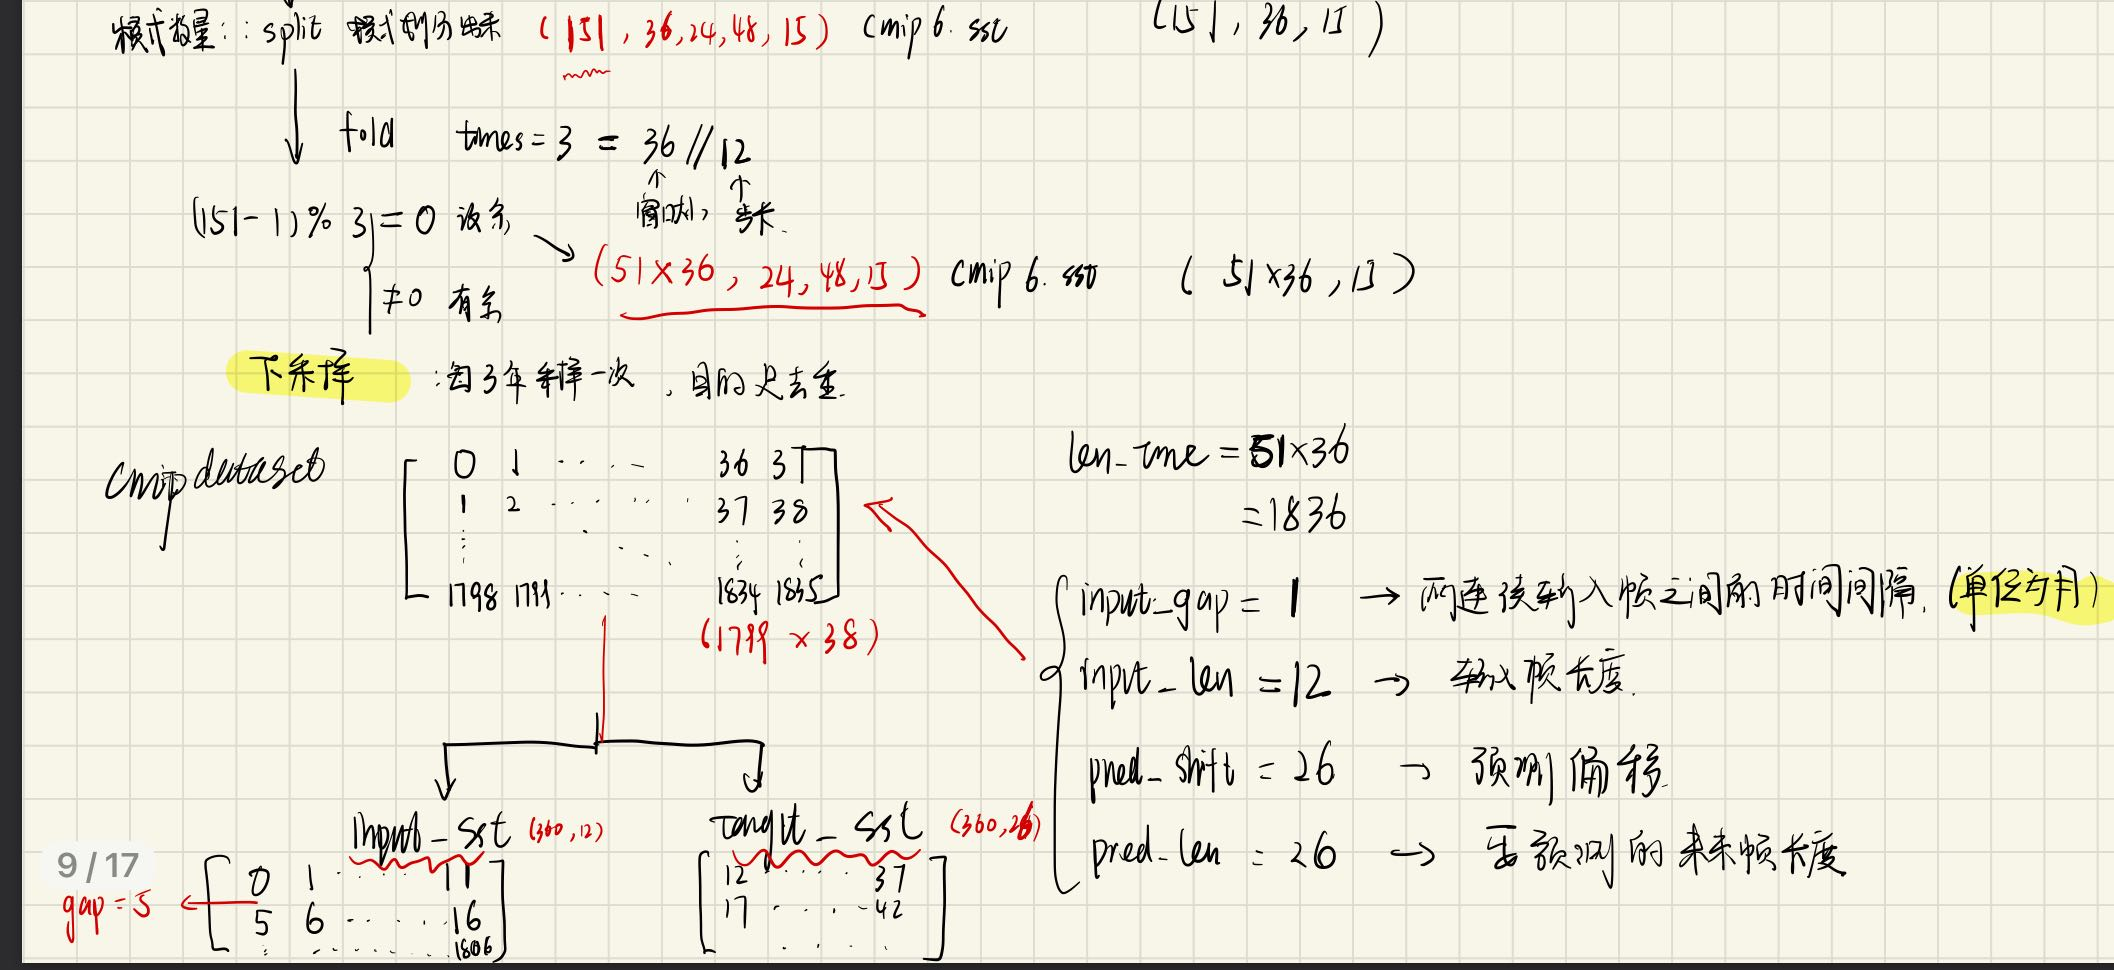 模式数量：: split 模式划分出来 (151, 36,24,48, 15) cmip6. sst (151, 36, 15)
fold times = 3 = 36 // 12
↑ ↑
窗口大小 步长.
(151-1) % 3 = 0 没余
≠0 有余
(51×36, 24, 48, 15) cmip6. sst (51×36, 15)
下采样 : 每3年采样一次, 目的是去重.
cmip dataset
0 1 ····· 36 37
1 2 ······· 37 38
1798 1799 ····· 1834 1835
(1799 × 38)
len_time = 51×36
=1836
input_gap = 1 → 两连续输入帧之间的时间间隔. (单位为月)
input_len = 12 → 输入帧长度.
pred_shift = 26 → 预测偏移.
pred_len = 26 → 要预测的未来帧长度
input_sst (360,12)
target_sst (360,26)
9 / 17
gap = 5
0 1 ····· 11
5 6 ····· 16
1806
12 ····· 37
17 ····· 42